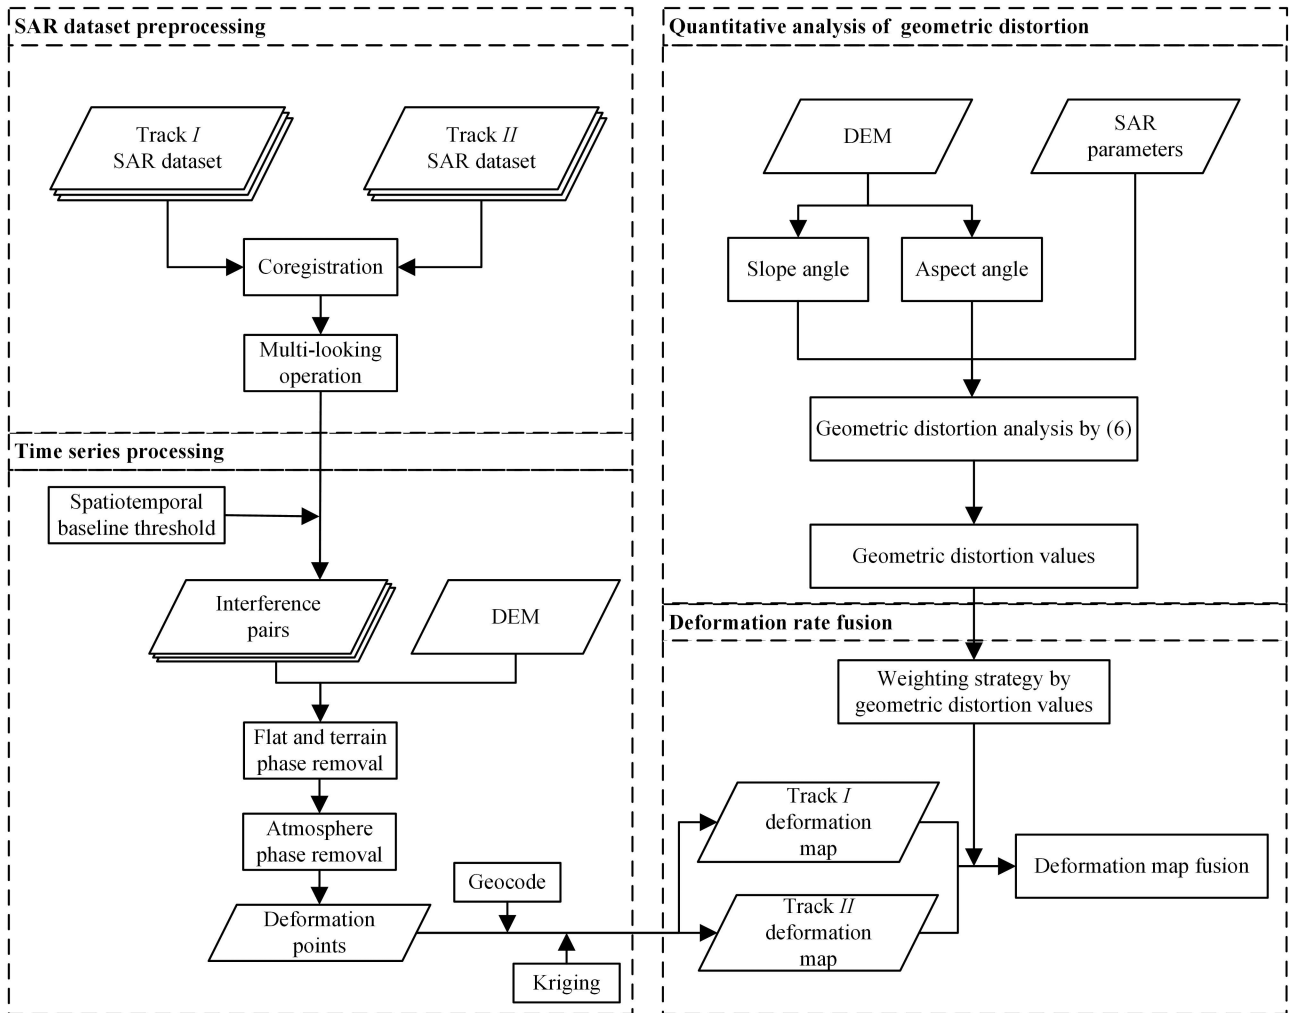 SAR dataset preprocessing
Track I
SAR dataset
Track II
SAR dataset
Coregistration
Multi-looking
operation
Time series processing
Spatiotemporal
baseline threshold
Interference
pairs
DEM
Flat and terrain
phase removal
Atmosphere
phase removal
Deformation
points
Geocode
Kriging
Quantitative analysis of geometric distortion
DEM
SAR
parameters
Slope angle
Aspect angle
Geometric distortion analysis by (6)
Geometric distortion values
Deformation rate fusion
Weighting strategy by
geometric distortion values
Track I
deformation
map
Track II
deformation
map
Deformation map fusion